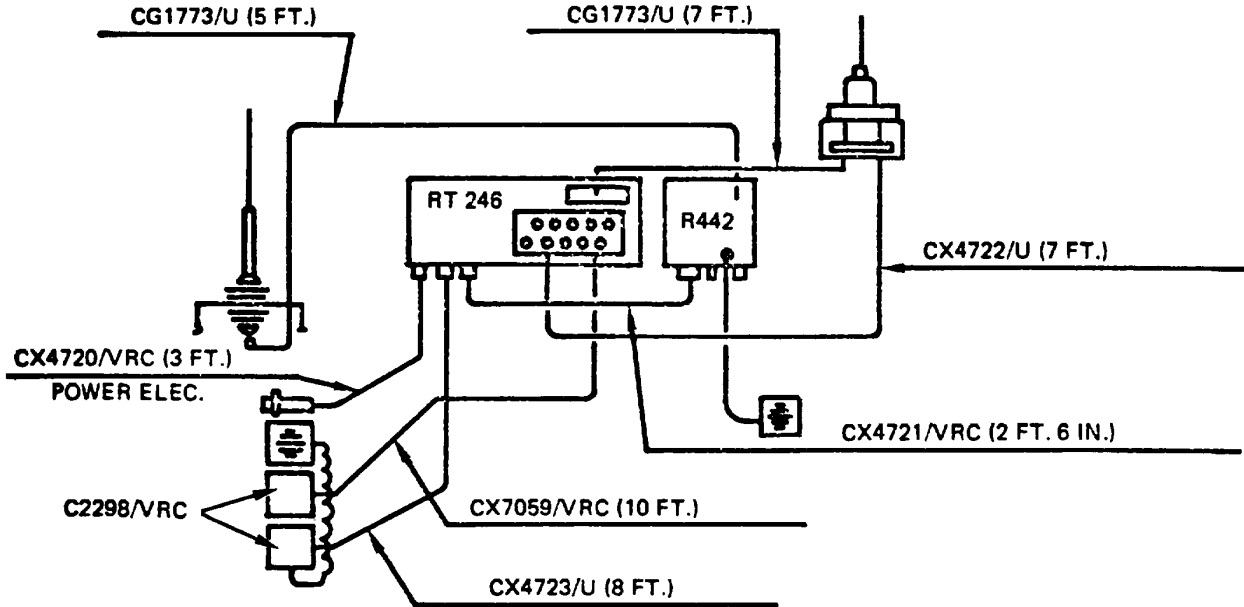 CG1773/U (5 FT.)
CG1773/U (7 FT.)
RT 246
R442
CX4722/U (7 FT.)
CX4720/VRC (3 FT.)
POWER ELEC.
CX4721/VRC (2 FT. 6 IN.)
C2298/VRC
CX7059/VRC (10 FT.)
CX4723/U (8 FT.)